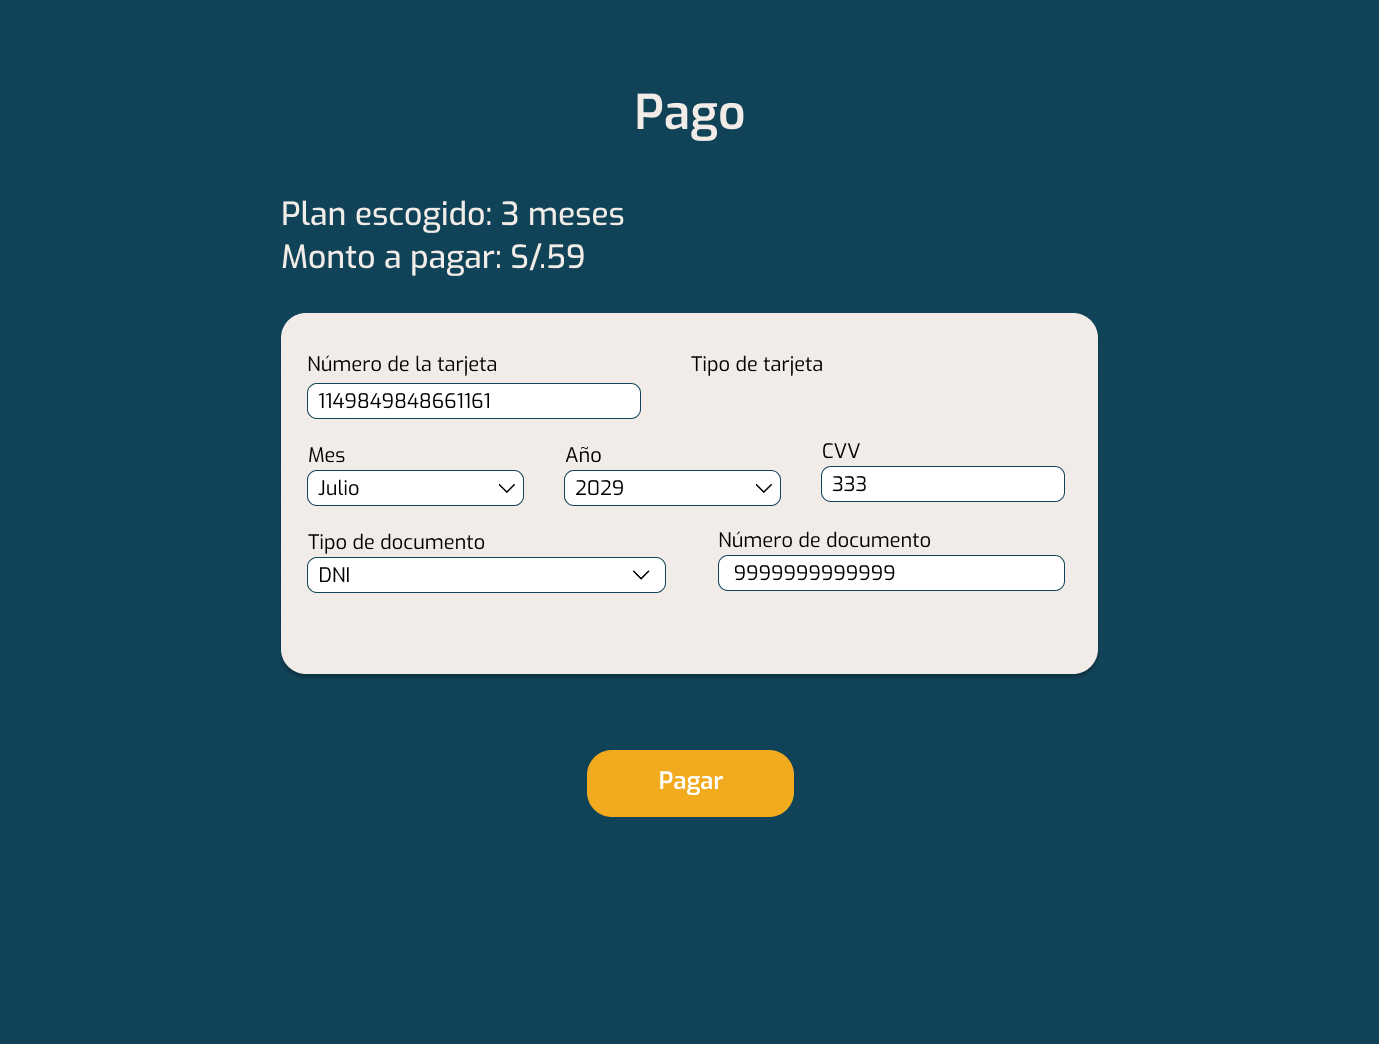 Pago
Plan escogido: 3 meses
Monto a pagar: S/.59
Número de la tarjeta
Tipo de tarjeta
1149849848661161
Mes
Año
CVV
Julio
2029
333
Tipo de documento
Número de documento
DNI
9999999999999
Pagar